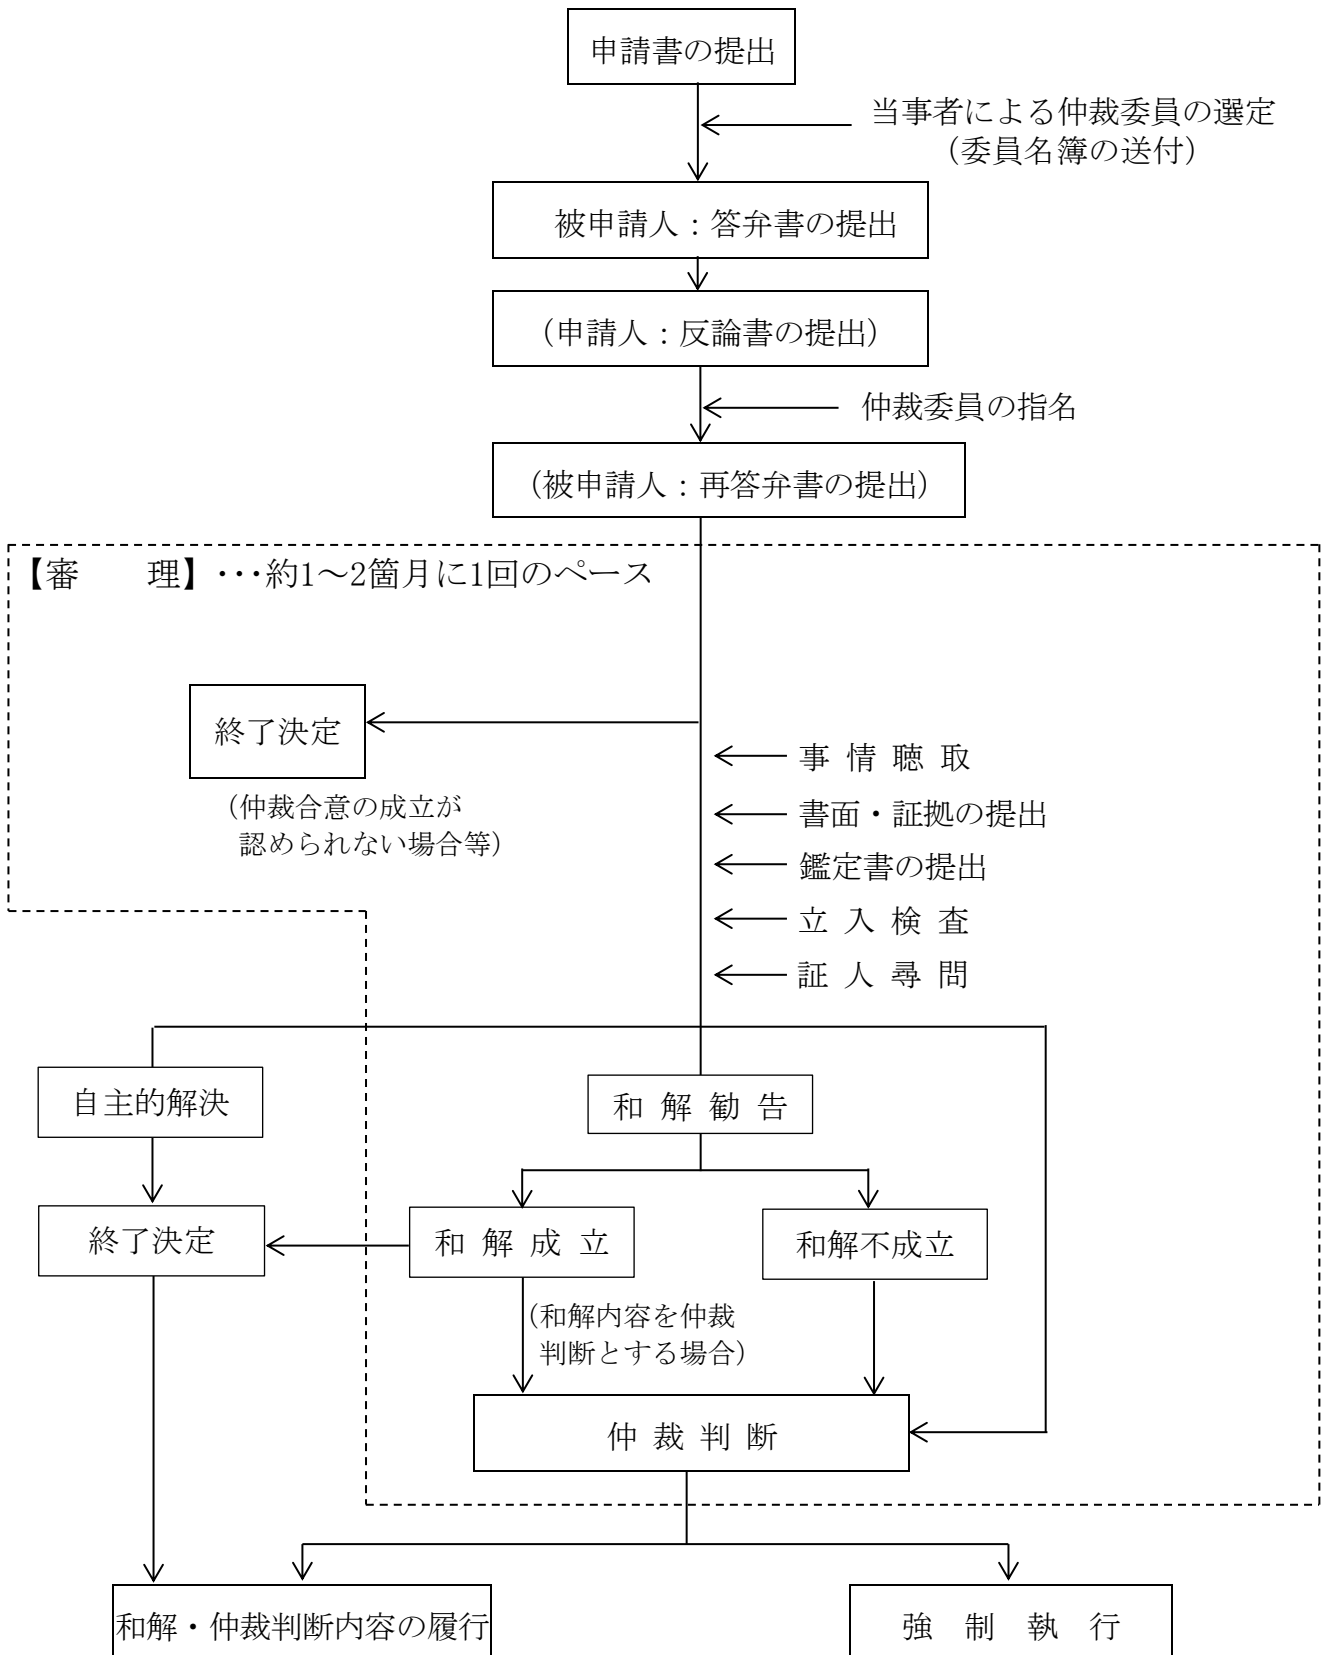 申請書の提出
当事者による仲裁委員の選定
(委員名簿の送付)
被申請人：答弁書の提出
(申請人：反論書の提出)
仲裁委員の指名
(被申請人：再答弁書の提出)
【審　　理】･･･約1～2箇月に1回のペース
終了決定
(仲裁合意の成立が
認められない場合等)
事 情 聴 取
書面・証拠の提出
鑑定書の提出
立 入 検 査
証 人 尋 問
自主的解決
和 解 勧 告
終了決定
和 解 成 立
和解不成立
(和解内容を仲裁
判断とする場合)
仲 裁 判 断
和解・仲裁判断内容の履行
強　制　執　行